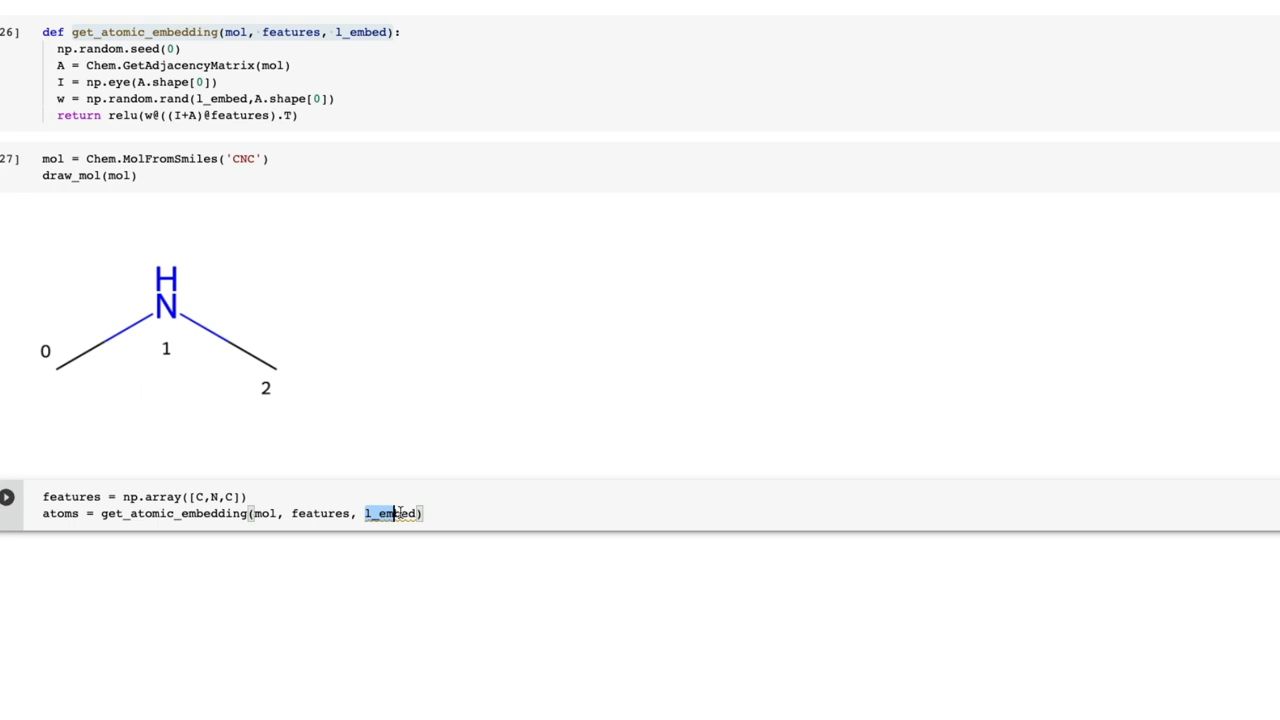 26] def get_atomic_embedding(mol, features, l_embed):
np.random.seed(0)
A = Chem.GetAdjacencyMatrix(mol)
I = np.eye(A.shape[0])
w = np.random.rand(l_embed,A.shape[0])
return relu(w@((I+A)@features).T)
27] mol = Chem.MolFromSmiles('CNC')
draw_mol(mol)
H
N
0
1
2
features = np.array([C,N,C])
atoms = get_atomic_embedding(mol, features, l_embed)